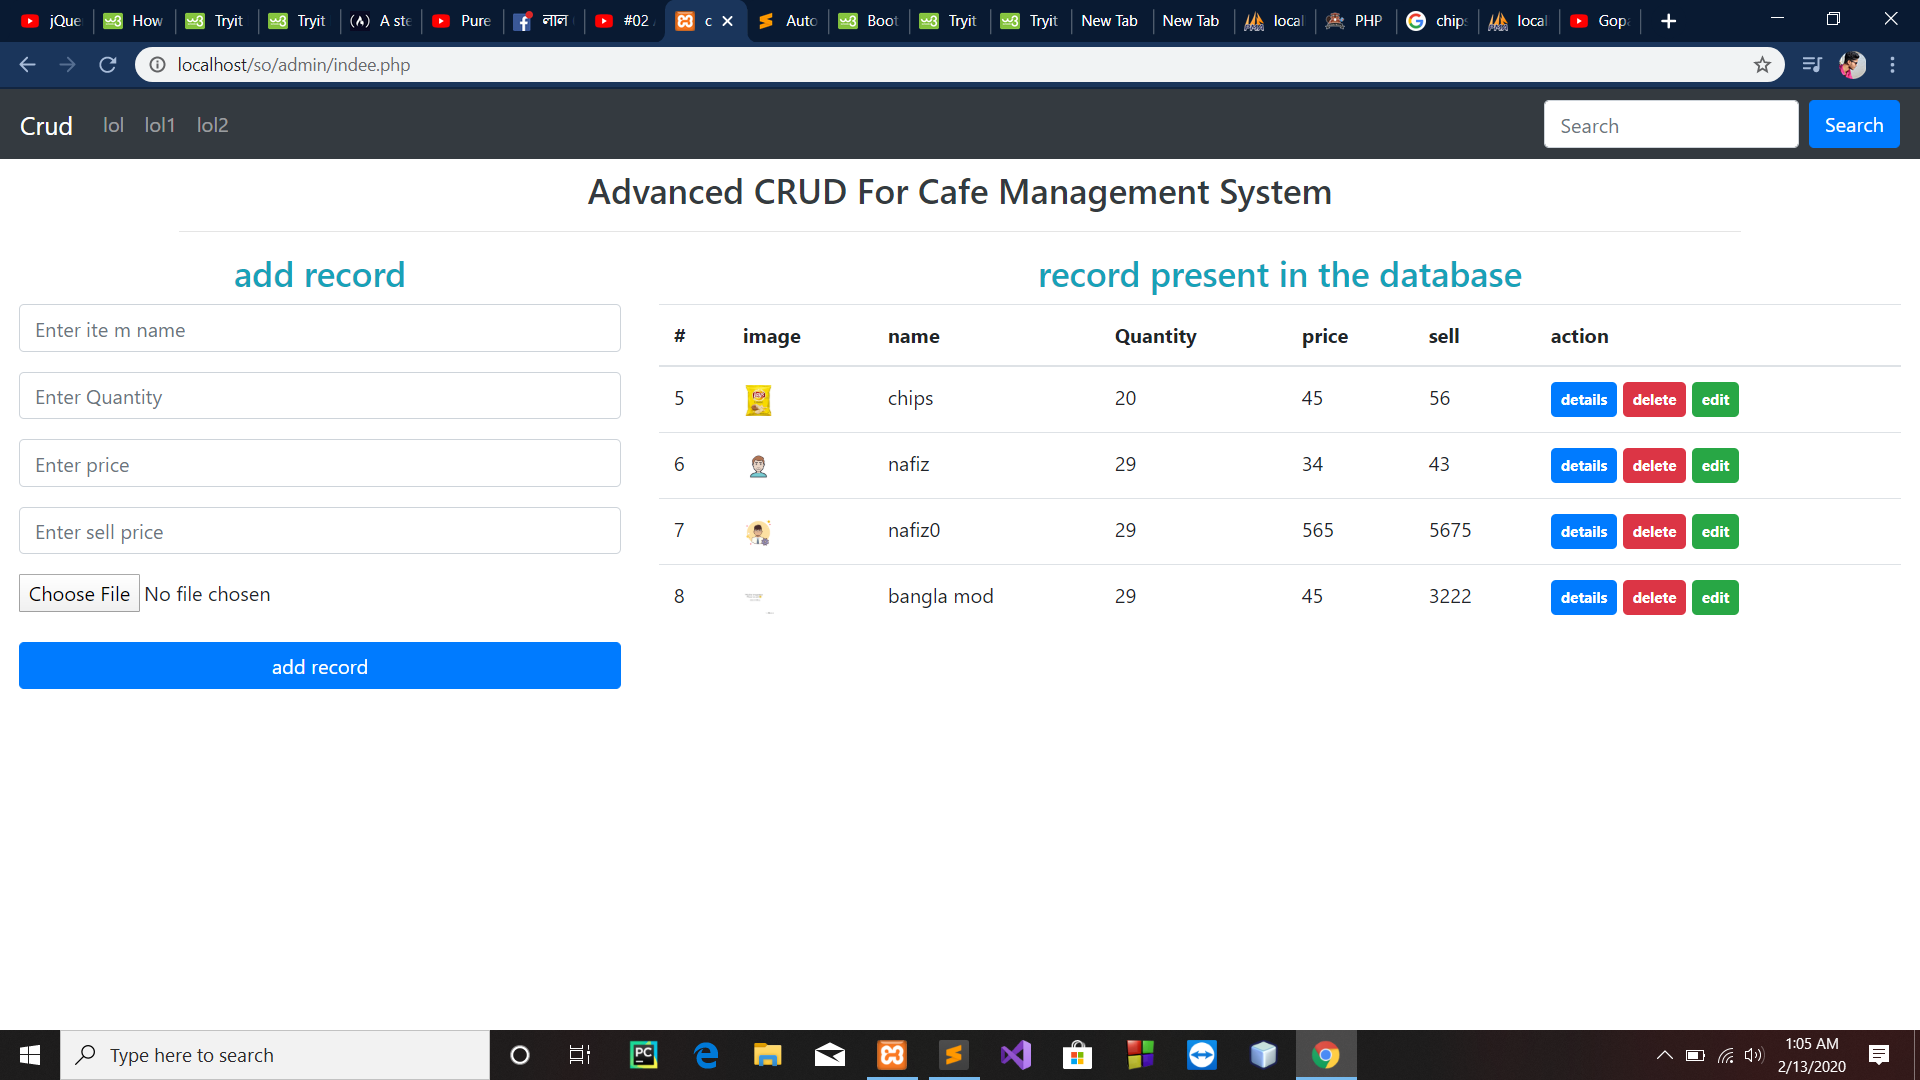 jQue How Tryit Tryit A ste Pure लाल #02 c Auto Boot Tryit Tryit New Tab New Tab local PHP chip local Gop
localhost/so/admin/indee.php
Crud lol lol1 lol2 Search Search
Advanced CRUD For Cafe Management System
add record
Enter ite m name
Enter Quantity
Enter price
Enter sell price
Choose File No file chosen
add record
record present in the database
# image name Quantity price sell action
5 chips 20 45 56 details delete edit
6 nafiz 29 34 43 details delete edit
7 nafiz0 29 565 5675 details delete edit
8 bangla mod 29 45 3222 details delete edit
Type here to search
1:05 AM
2/13/2020